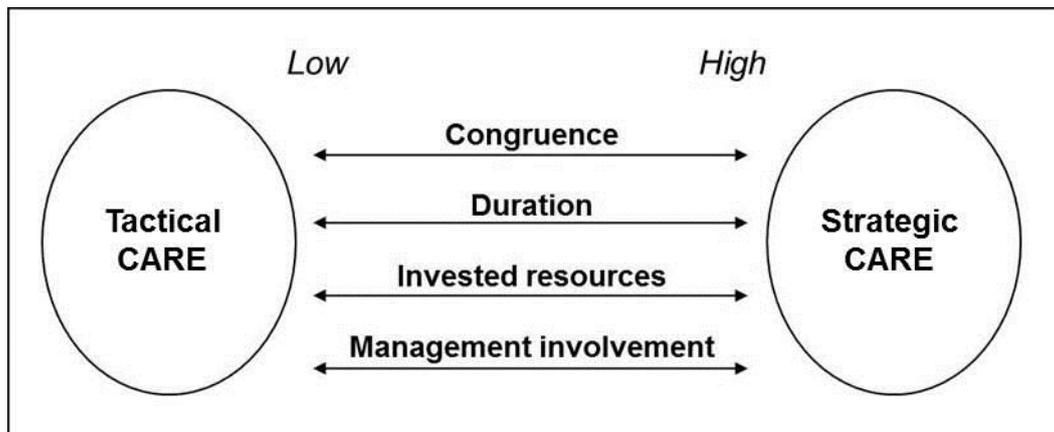 Low
High
Congruence
Duration
Tactical
CARE
Strategic
CARE
Invested resources
Management involvement